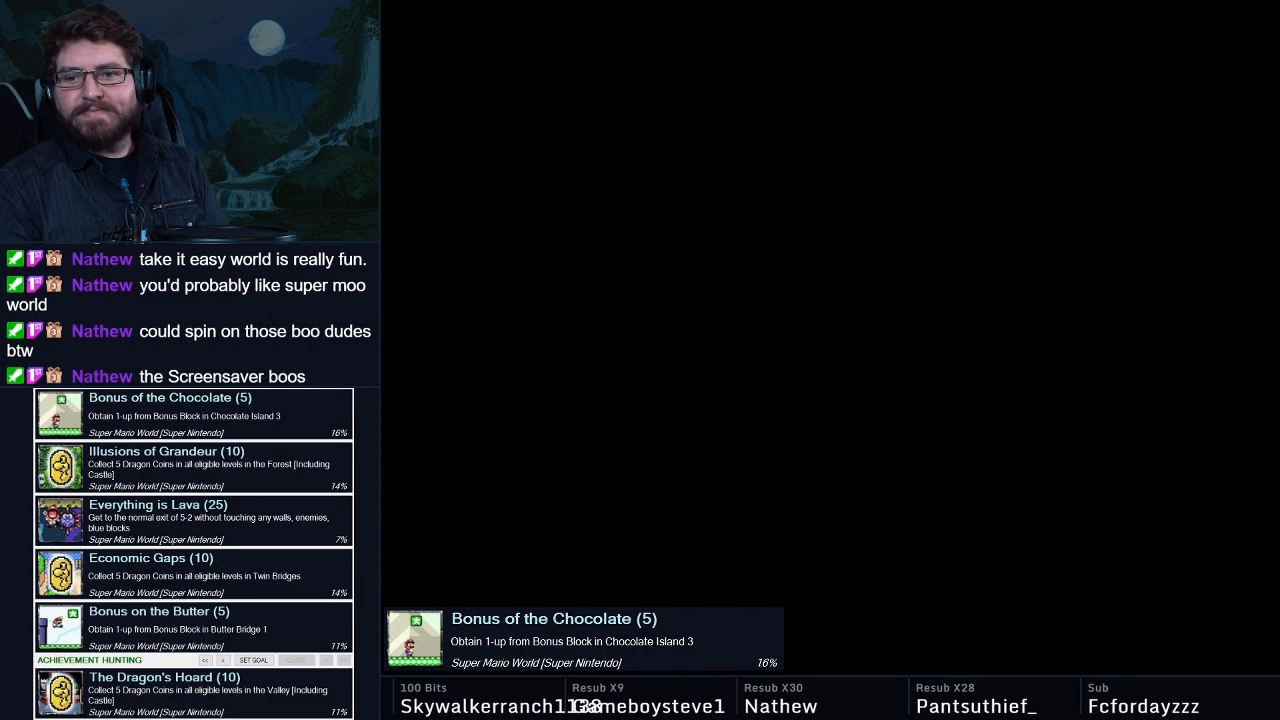 Nathew take it easy world is really fun.
Nathew you'd probably like super moo
world
Nathew could spin on those boo dudes
btw
Nathew the Screensaver boos
Bonus of the Chocolate (5)
Obtain 1-up from Bonus Block in Chocolate Island 3
Super Mario World [Super Nintendo] 16%
Illusions of Grandeur (10)
Collect 5 Dragon Coins in all eligible levels in the Forest [Including
Castle]
Super Mario World [Super Nintendo] 14%
Everything is Lava (25)
Get to the normal exit of 5-2 without touching any walls, enemies,
blue blocks
Super Mario World [Super Nintendo] 7%
Economic Gaps (10)
Collect 5 Dragon Coins in all eligible levels in Twin Bridges
Super Mario World [Super Nintendo] 14%
Bonus on the Butter (5)
Obtain 1-up from Bonus Block in Butter Bridge 1
Super Mario World [Super Nintendo] 11%
ACHIEVEMENT HUNTING << < SET GOAL
The Dragon's Hoard (10)
Collect 5 Dragon Coins in all eligible levels in the Valley [Including
Castle]
Super Mario World [Super Nintendo] 11%
Bonus of the Chocolate (5)
Obtain 1-up from Bonus Block in Chocolate Island 3
Super Mario World [Super Nintendo] 16%
100 Bits
Skywalkerranch1138
Resub X9
Gameboysteve1
Resub X30
Nathew
Resub X28
Pantsuthief_
Sub
Fcfordayzzz